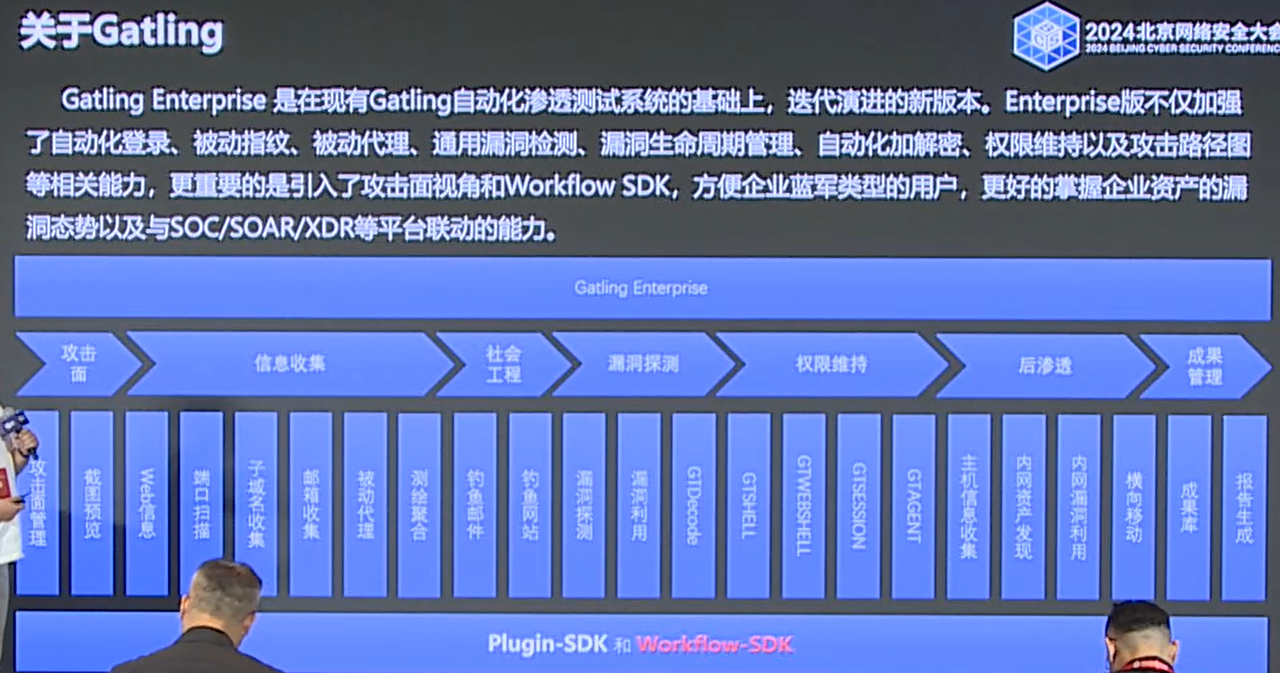 关于Gatling
2024北京网络安全大会
2024 BEIJING CYBER SECURITY CONFERENCE
Gatling Enterprise 是在现有Gatling自动化渗透测试系统的基础上，迭代演进的新版本。Enterprise版不仅加强
了自动化登录、被动指纹、被动代理、通用漏洞检测、漏洞生命周期管理、自动化加解密、权限维持以及攻击路径图
等相关能力，更重要的是引入了攻击面视角和Workflow SDK，方便企业蓝军类型的用户，更好的掌握企业资产的漏
洞态势以及与SOC/SOAR/XDR等平台联动的能力。
Gatling Enterprise
攻击
面
信息收集
社会
工程
漏洞探测
权限维持
后渗透
成果
管理
攻击面管理
截图预览
Web信息
端口扫描
子域名收集
邮箱收集
被动代理
测绘聚合
钓鱼邮件
钓鱼网站
漏洞探测
漏洞利用
GTDecode
GTSHELL
GTWEBSHELL
GTSESSION
GTAGENT
主机信息收集
内网资产发现
内网漏洞利用
横向移动
成果库
报告生成
Plugin-SDK 和 Workflow-SDK